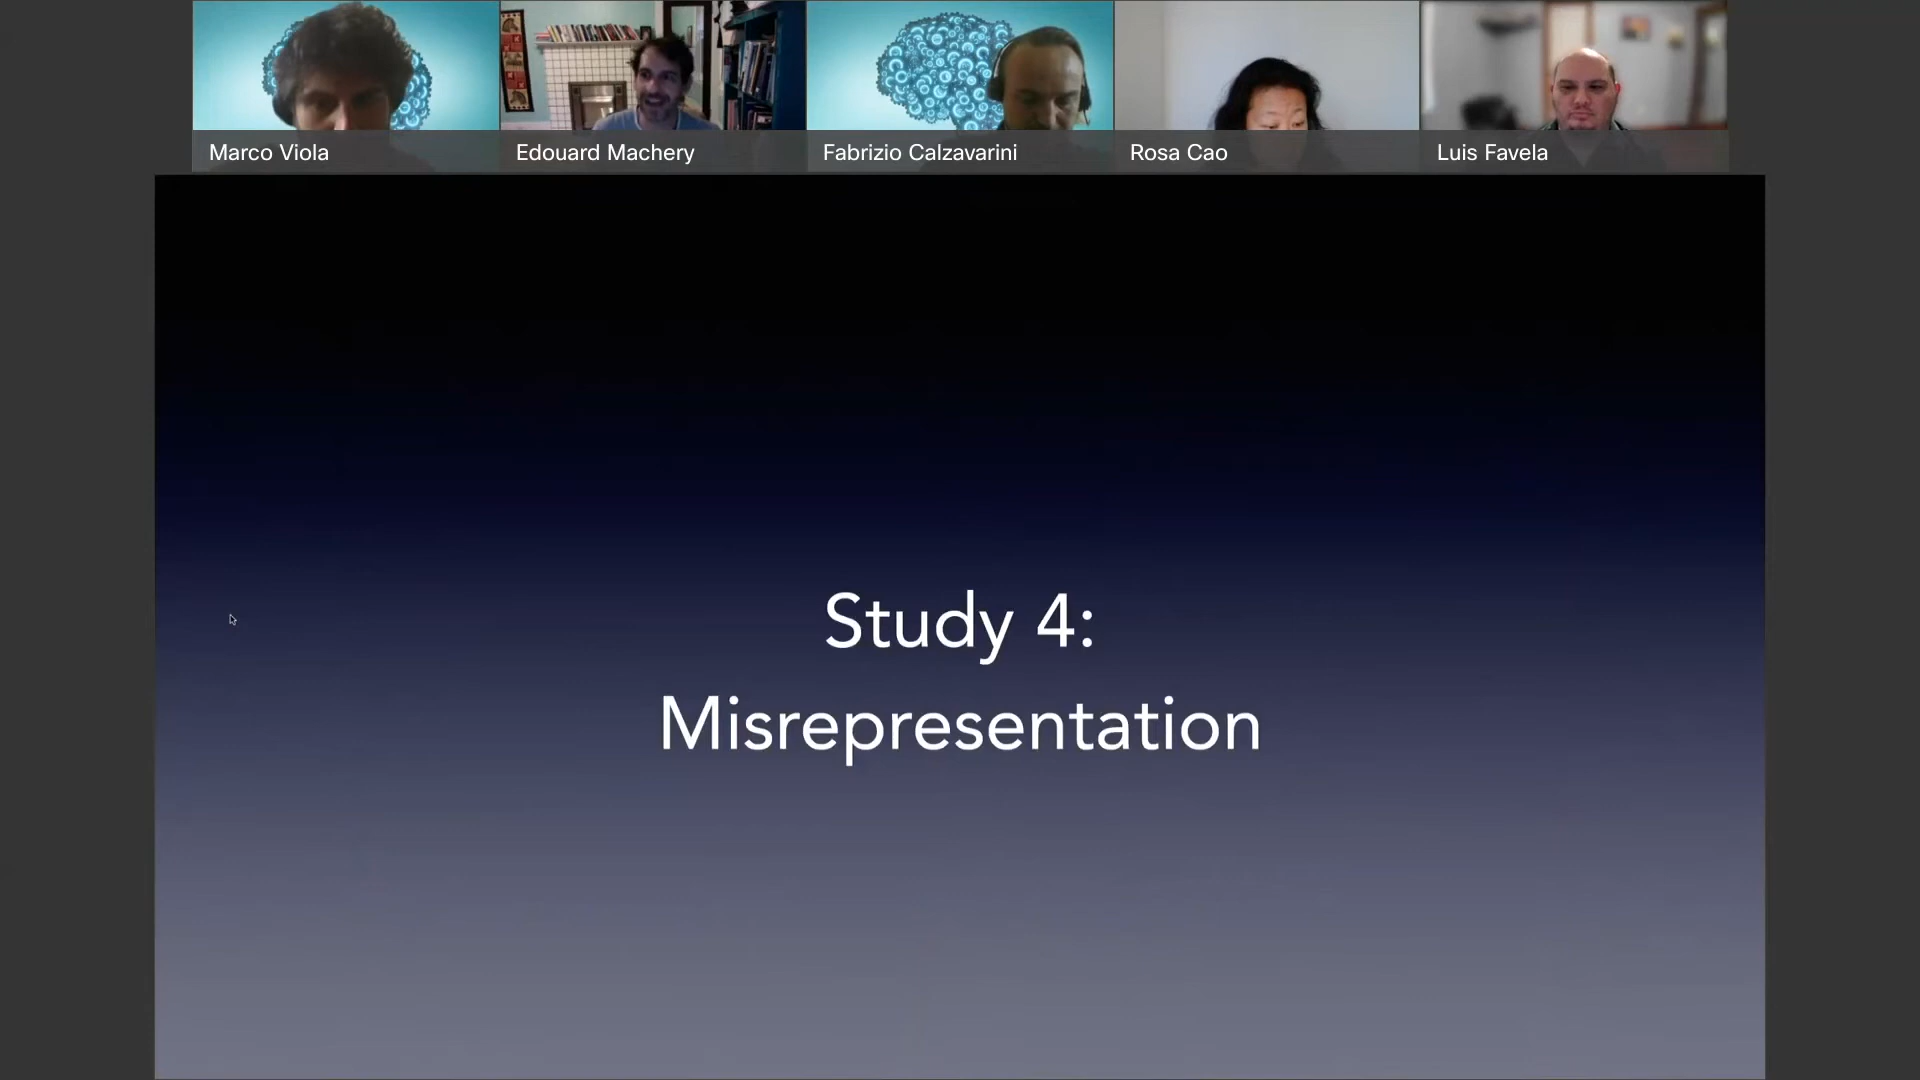 Marco Viola
Edouard Machery
Fabrizio Calzavarini
Rosa Cao
Luis Favela
Study 4:
Misrepresentation